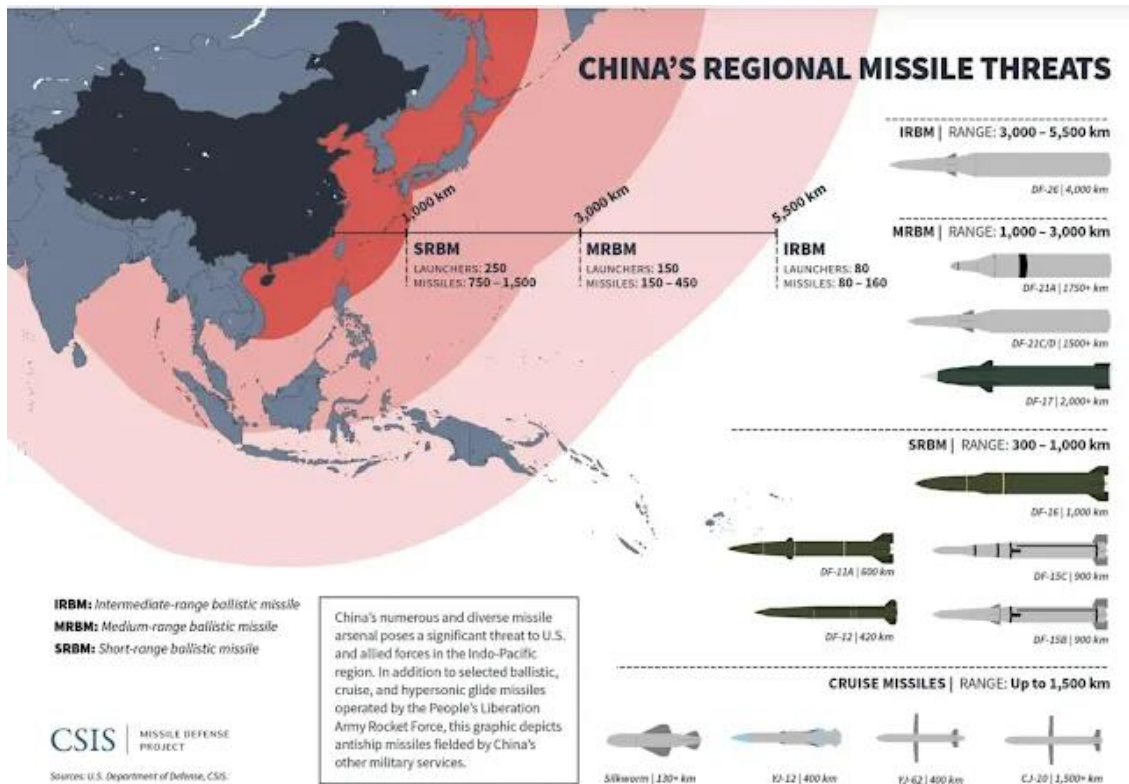 CHINA'S REGIONAL MISSILE THREATS
IRBM | RANGE: 3,000 – 5,500 km
DF-26 | 4,000 km
MRBM | RANGE: 1,000 – 3,000 km
DF-21A | 1750+ km
DF-21C/D | 1500+ km
DF-17 | 2,000+ km
1,000 km
3,000 km
5,500 km
SRBM
LAUNCHERS: 250
MISSILES: 750 – 1,500
MRBM
LAUNCHERS: 150
MISSILES: 150 – 450
IRBM
LAUNCHERS: 80
MISSILES: 80 – 160
SRBM | RANGE: 300 – 1,000 km
DF-16 | 1,000 km
DF-11A | 600 km
DF-15C | 900 km
DF-12 | 420 km
DF-15B | 900 km
CRUISE MISSILES | RANGE: Up to 1,500 km
Silkworm | 130+ km
YJ-12 | 400 km
YJ-62 | 400 km
CJ-10 | 1,500+ km
IRBM: Intermediate-range ballistic missile
MRBM: Medium-range ballistic missile
SRBM: Short-range ballistic missile
China's numerous and diverse missile
arsenal poses a significant threat to U.S.
and allied forces in the Indo-Pacific
region. In addition to selected ballistic,
cruise, and hypersonic glide missiles
operated by the People's Liberation
Army Rocket Force, this graphic depicts
antiship missiles fielded by China's
other military services.
CSIS | MISSILE DEFENSE
PROJECT
Sources: U.S. Department of Defense, CSIS.